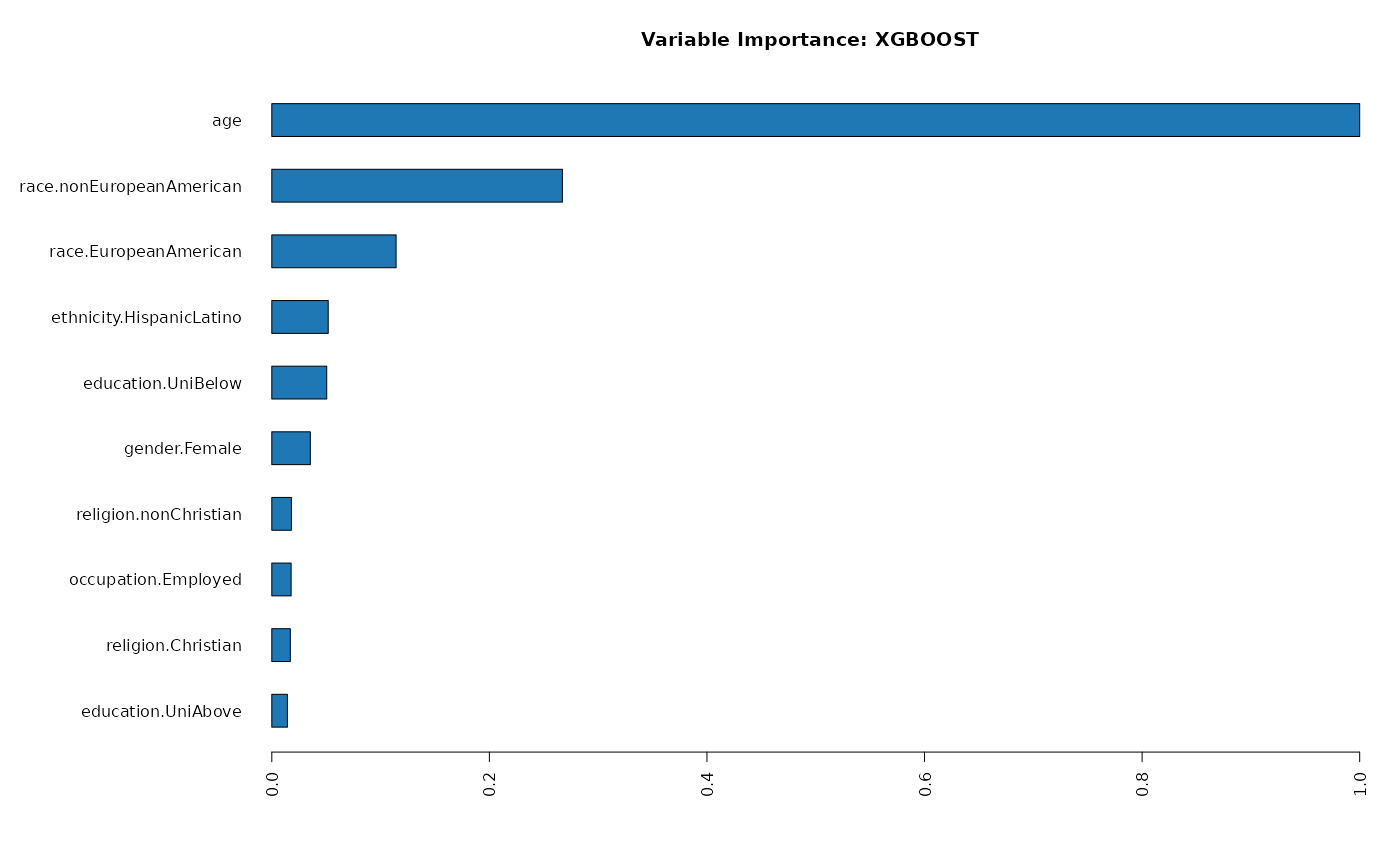 Variable Importance: XGBOOST
age
race.nonEuropeanAmerican
race.EuropeanAmerican
ethnicity.HispanicLatino
education.UniBelow
gender.Female
religion.nonChristian
occupation.Employed
religion.Christian
education.UniAbove
0.0 0.2 0.4 0.6 0.8 1.0